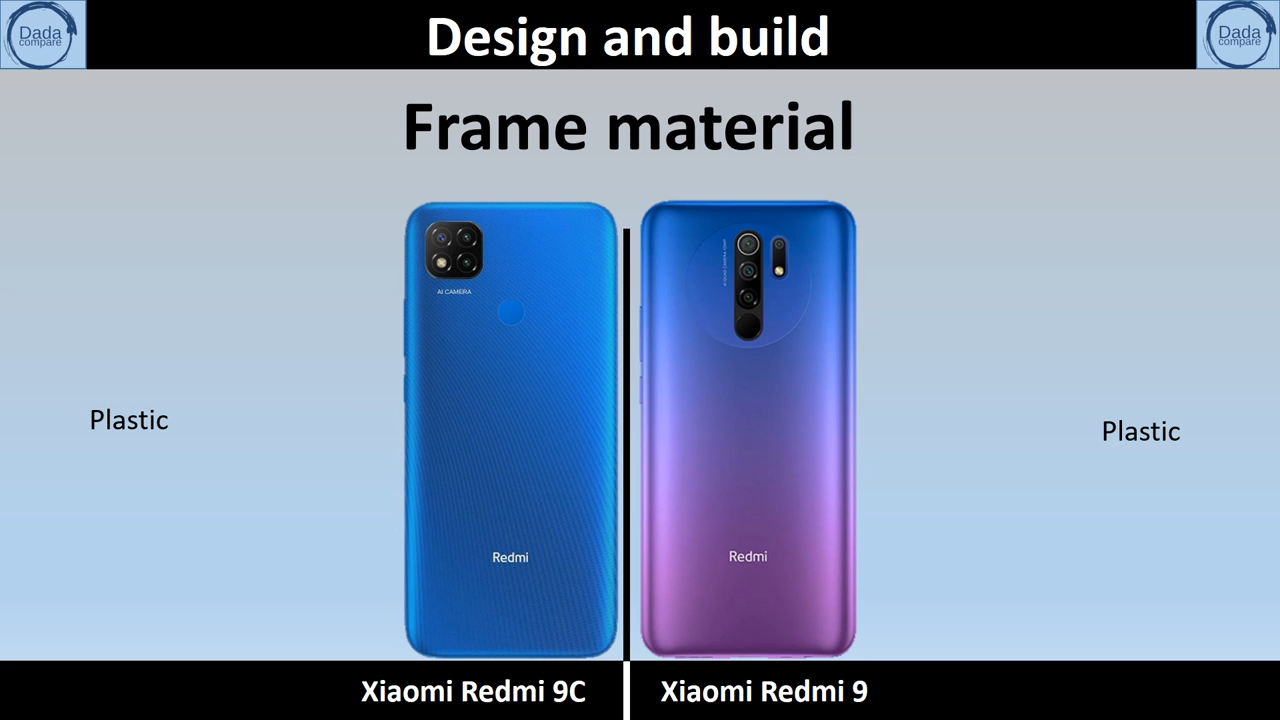 Dada
compare
Design and build
Dada
compare
Frame material
AI CAMERA
Plastic
Plastic
Redmi
Redmi
Xiaomi Redmi 9C
Xiaomi Redmi 9